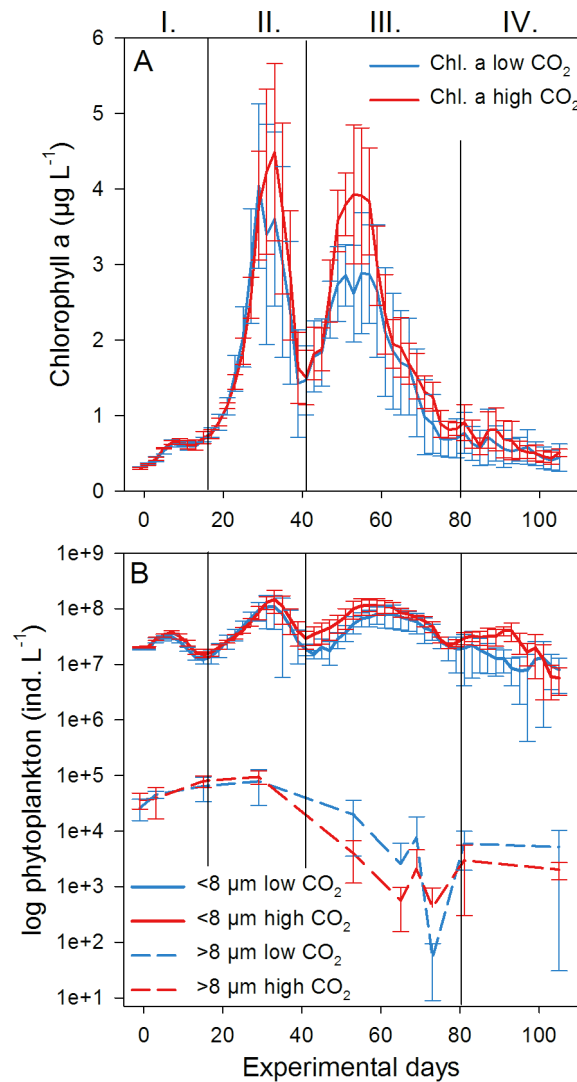 I. II. III. IV.
A
Chl. a low CO₂
Chl. a high CO₂
Chlorophyll a (µg L⁻¹)
6
5
4
3
2
1
0
0 20 40 60 80 100
B
log phytoplankton (ind. L⁻¹)
1e+9
1e+8
1e+7
1e+6
1e+5
1e+4
1e+3
1e+2
1e+1
<8 µm low CO₂
<8 µm high CO₂
>8 µm low CO₂
>8 µm high CO₂
0 20 40 60 80 100
Experimental days